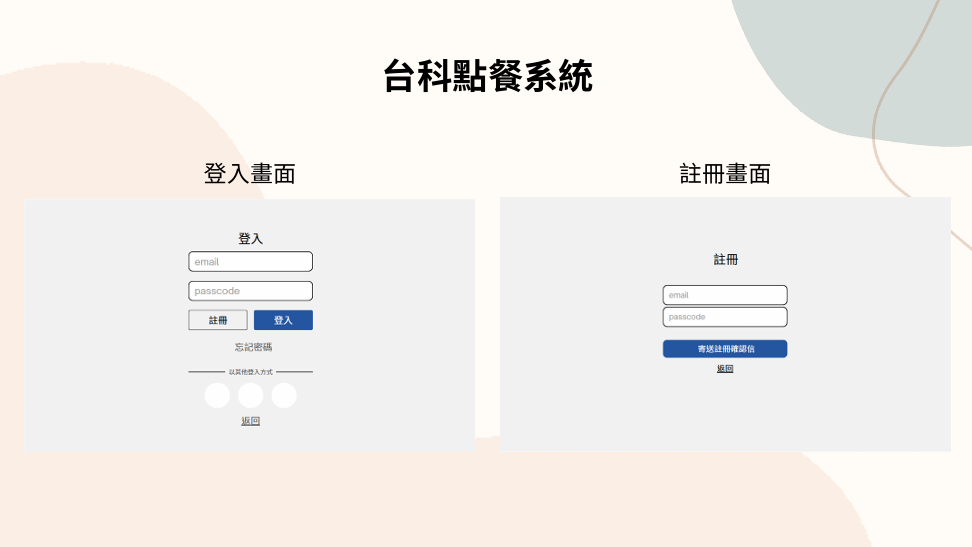 台科點餐系統
登入畫面
登入
email
passcode
註冊
登入
忘記密碼
以其他登入方式
返回
註冊畫面
註冊
email
passcode
寄送註冊確認信
返回